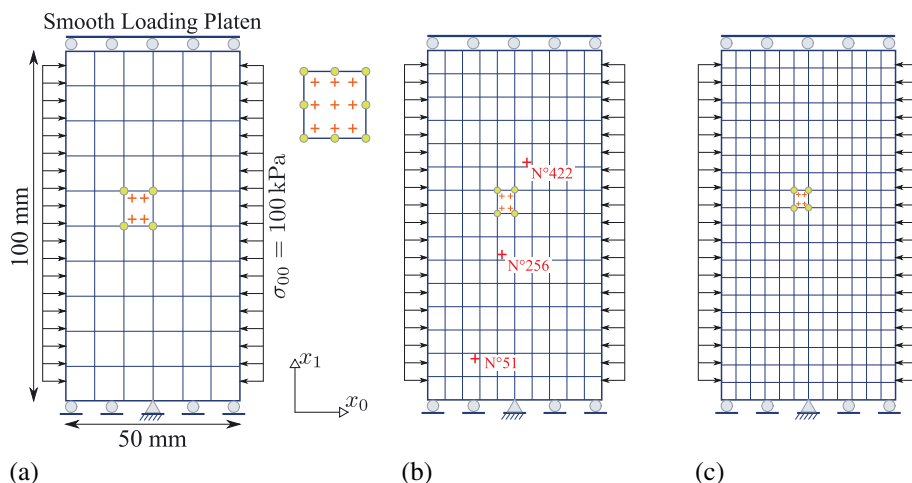 Smooth Loading Platen
100 mm
σ₀₀ = 100 kPa
N°422
N°256
N°51
x₁
x₀
50 mm
(a)
(b)
(c)